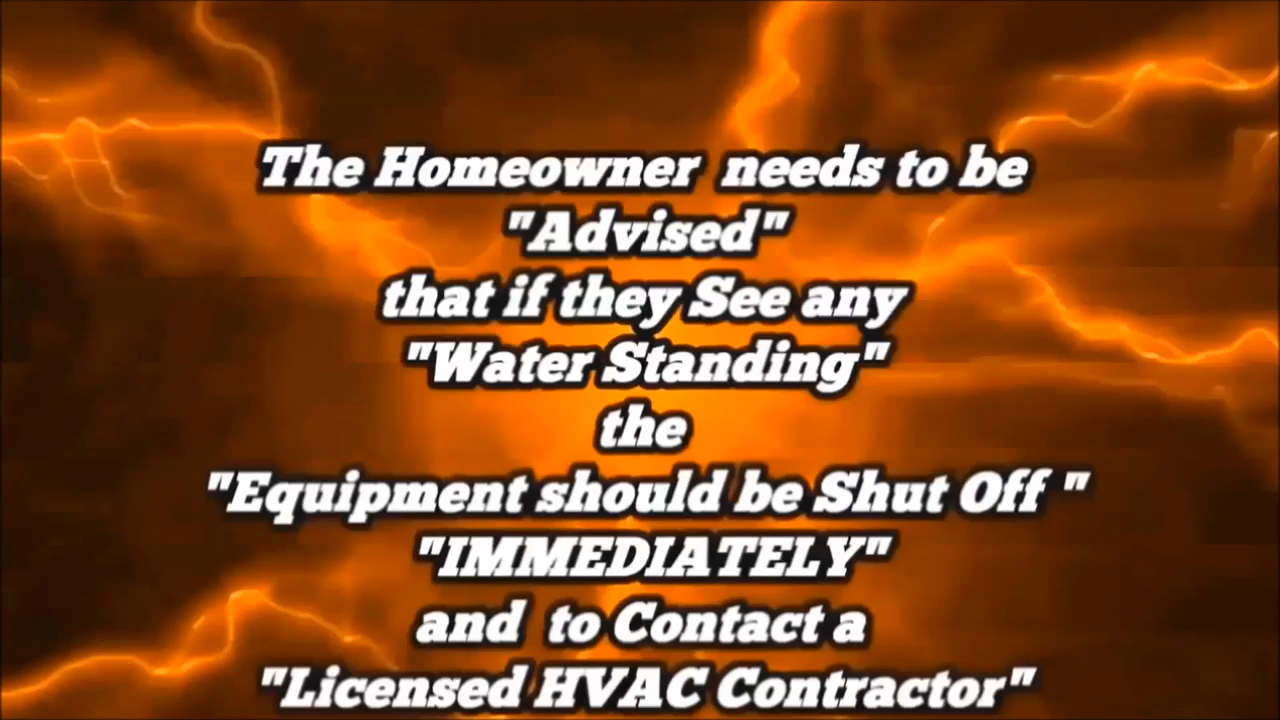 The Homeowner needs to be
"Advised"
that if they See any
"Water Standing"
the
"Equipment should be Shut Off "
"IMMEDIATELY"
and to Contact a
"Licensed HVAC Contractor"